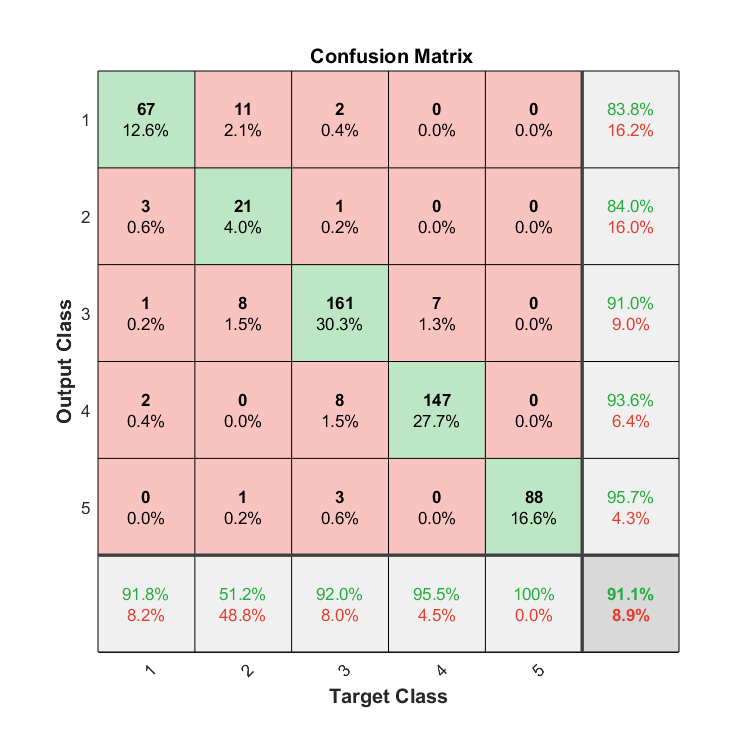 Confusion Matrix
1 67 11 2 0 0 83.8%
12.6% 2.1% 0.4% 0.0% 0.0% 16.2%
2 3 21 1 0 0 84.0%
0.6% 4.0% 0.2% 0.0% 0.0% 16.0%
3 1 8 161 7 0 91.0%
0.2% 1.5% 30.3% 1.3% 0.0% 9.0%
4 2 0 8 147 0 93.6%
0.4% 0.0% 1.5% 27.7% 0.0% 6.4%
5 0 1 3 0 88 95.7%
0.0% 0.2% 0.6% 0.0% 16.6% 4.3%
91.8% 51.2% 92.0% 95.5% 100% 91.1%
8.2% 48.8% 8.0% 4.5% 0.0% 8.9%
1 2 3 4 5
Target Class
Output Class